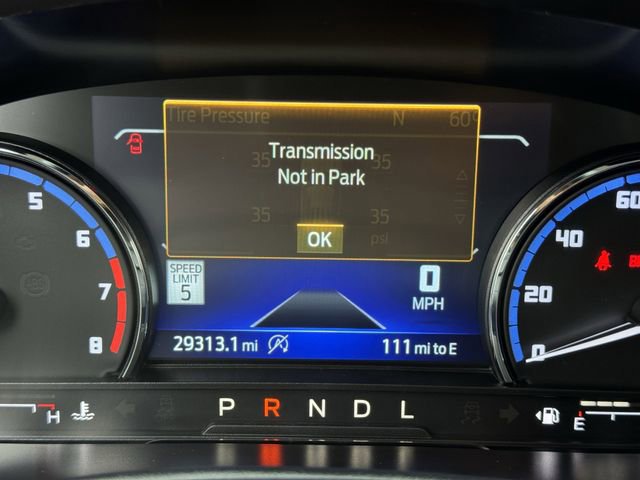 Tire Pressure N 60°
Transmission
Not in Park
35 35
35 35
psi
OK
SPEED
LIMIT
5
0
MPH
29313.1 mi 111 mi to E
P R N D L
5
6
7
8
H
60
40
20
0
E